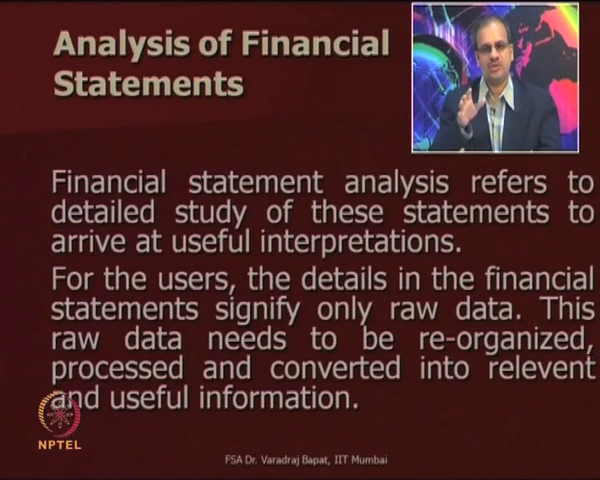 Analysis of Financial
Statements
Financial statement analysis refers to
detailed study of these statements to
arrive at useful interpretations.
For the users, the details in the financial
statements signify only raw data. This
raw data needs to be re-organized,
processed and converted into relevent
and useful information.
NPTEL
FSA Dr. Varadraj Bapat, IIT Mumbai